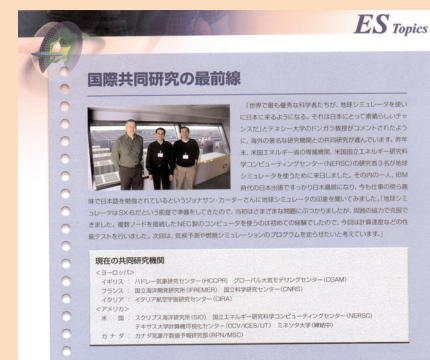 ES Topics
国際共同研究の最前線
「世界で最も優秀な科学者たちが、地球シミュレータを使い
に日本に来るようになる。それは日本にとって素晴らしいチャ
ンスだ」とテネシー大学のドンガラ教授がコメントされたよう
に、海外の著名な研究機関との共同研究が進んでいます。昨年
末、米国エネルギー省の専属機関、米国国立エネルギー研究科
学コンピューティングセンター(NERSC)の研究者3名が地球
シミュレータを使うために来日しました。その内の一人、IBM
時代の日本出張ですっかり日本贔屓になり、今も仕事の傍ら趣
味で日本語を勉強されているというジョナサン・カーターさんに地球シミュレータの印象を聞いてみました。「地球シミ
ュレータはSX-6だという前提で準備をしてきたので、当初はさまざまな問題にぶつかりましたが、周囲の協力で克服で
きました。複数ノードを接続したNEC製のコンピュータを使うのは初めての経験でしたので、今回は計算速度などの性
能テストを行いました。次回は、気候予測や燃焼シミュレーションのプログラムを走らせたいと考えています。」
現在の共同研究機関
<ヨーロッパ>
イギリス : ハドレー気象研究センター(HCCPR) グローバル大気モデリングセンター(CGAM)
フランス : 国立海洋開発研究所(IFREMER) 国立科学研究センター(CNRS)
イタリア : イタリア航空宇宙研究センター(CIRA)
<アメリカ>
米 国 : スクリプス海洋研究所(SIO) 国立エネルギー研究科学コンピューティングセンター(NERSC)
テキサス大学計算機可視化センター(CCV/ICES/UT) ミネソタ大学(締結中)
カ ナ ダ : カナダ気象庁数値予報研究部(RPN/MSC)